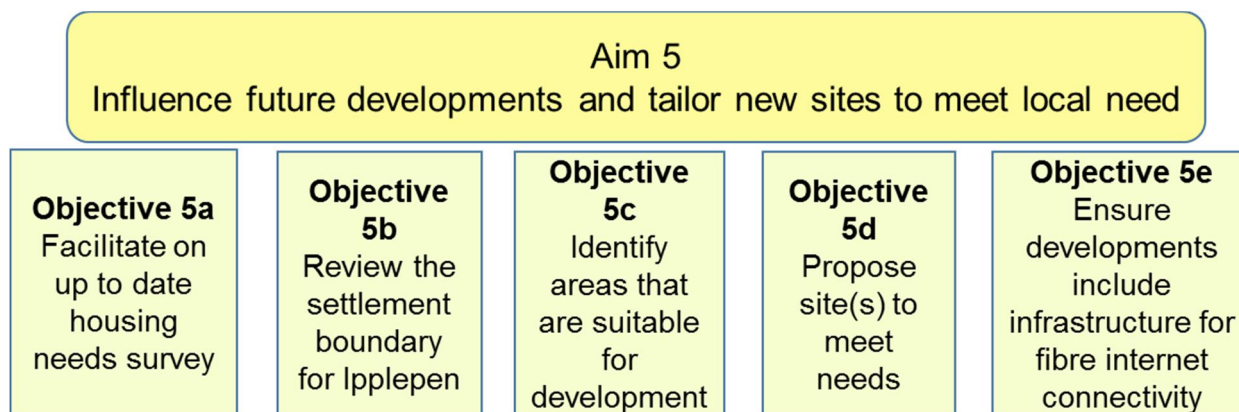 Aim 5
Influence future developments and tailor new sites to meet local need
Objective 5a
Facilitate on
up to date
housing
needs survey
Objective
5b
Review the
settlement
boundary
for Ipplepen
Objective
5c
Identify
areas that
are suitable
for
development
Objective
5d
Propose
site(s) to
meet
needs
Objective 5e
Ensure
developments
include
infrastructure for
fibre internet
connectivity